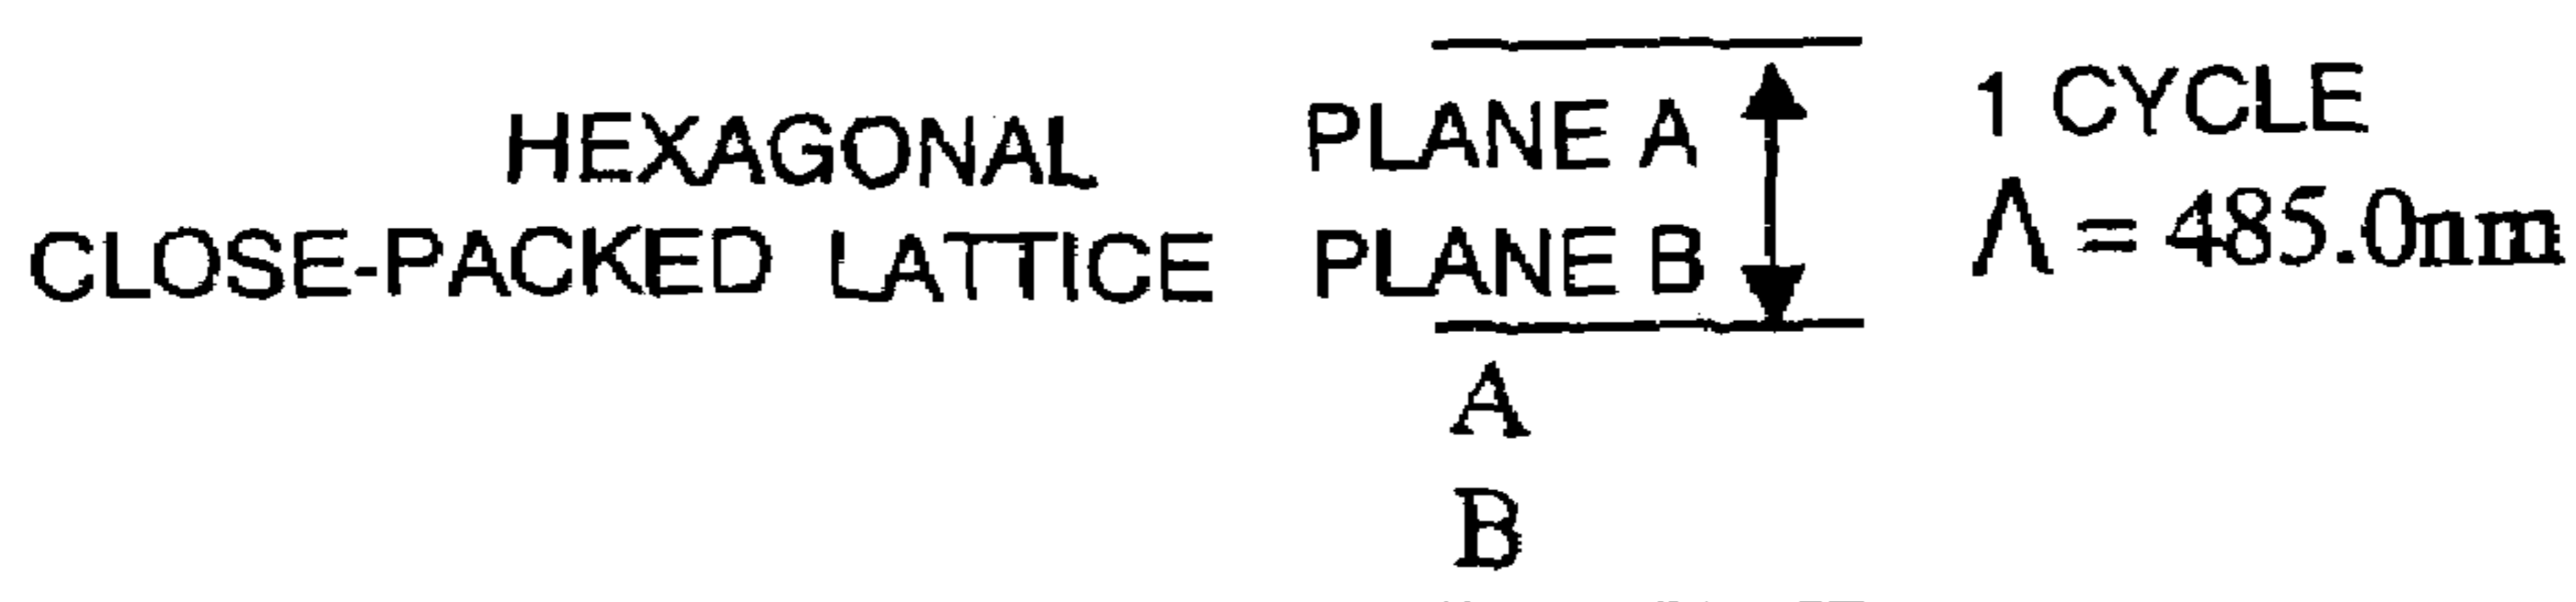 HEXAGONAL
CLOSE-PACKED LATTICE
PLANE A
PLANE B
A
B
1 CYCLE
Λ = 485.0nm